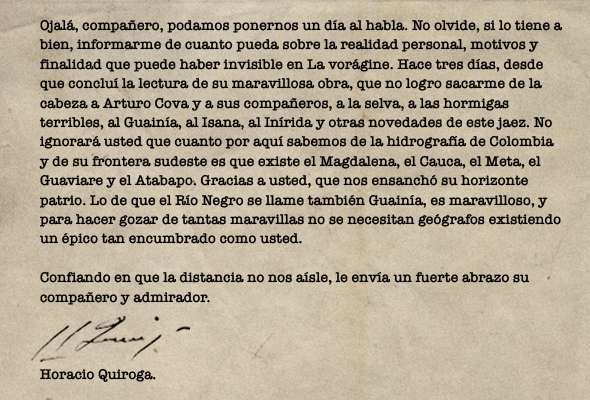 Ojalá, compañero, podamos ponernos un día al habla. No olvide, si lo tiene a
bien, informarme de cuanto pueda sobre la realidad personal, motivos y
finalidad que puede haber invisible en La vorágine. Hace tres días, desde
que concluí la lectura de su maravillosa obra, que no logro sacarme de la
cabeza a Arturo Cova y a sus compañeros, a la selva, a las hormigas
terribles, al Guainía, al Isana, al Inírida y otras novedades de este jaez. No
ignorará usted que cuanto por aquí sabemos de la hidrografía de Colombia
y de su frontera sudeste es que existe el Magdalena, el Cauca, el Meta, el
Guaviare y el Atabapo. Gracias a usted, que nos ensanchó su horizonte
patrio. Lo de que el Río Negro se llame también Guainía, es maravilloso, y
para hacer gozar de tantas maravillas no se necesitan geógrafos existiendo
un épico tan encumbrado como usted.
Confiando en que la distancia no nos aísle, le envía un fuerte abrazo su
compañero y admirador.
Horacio Quiroga.